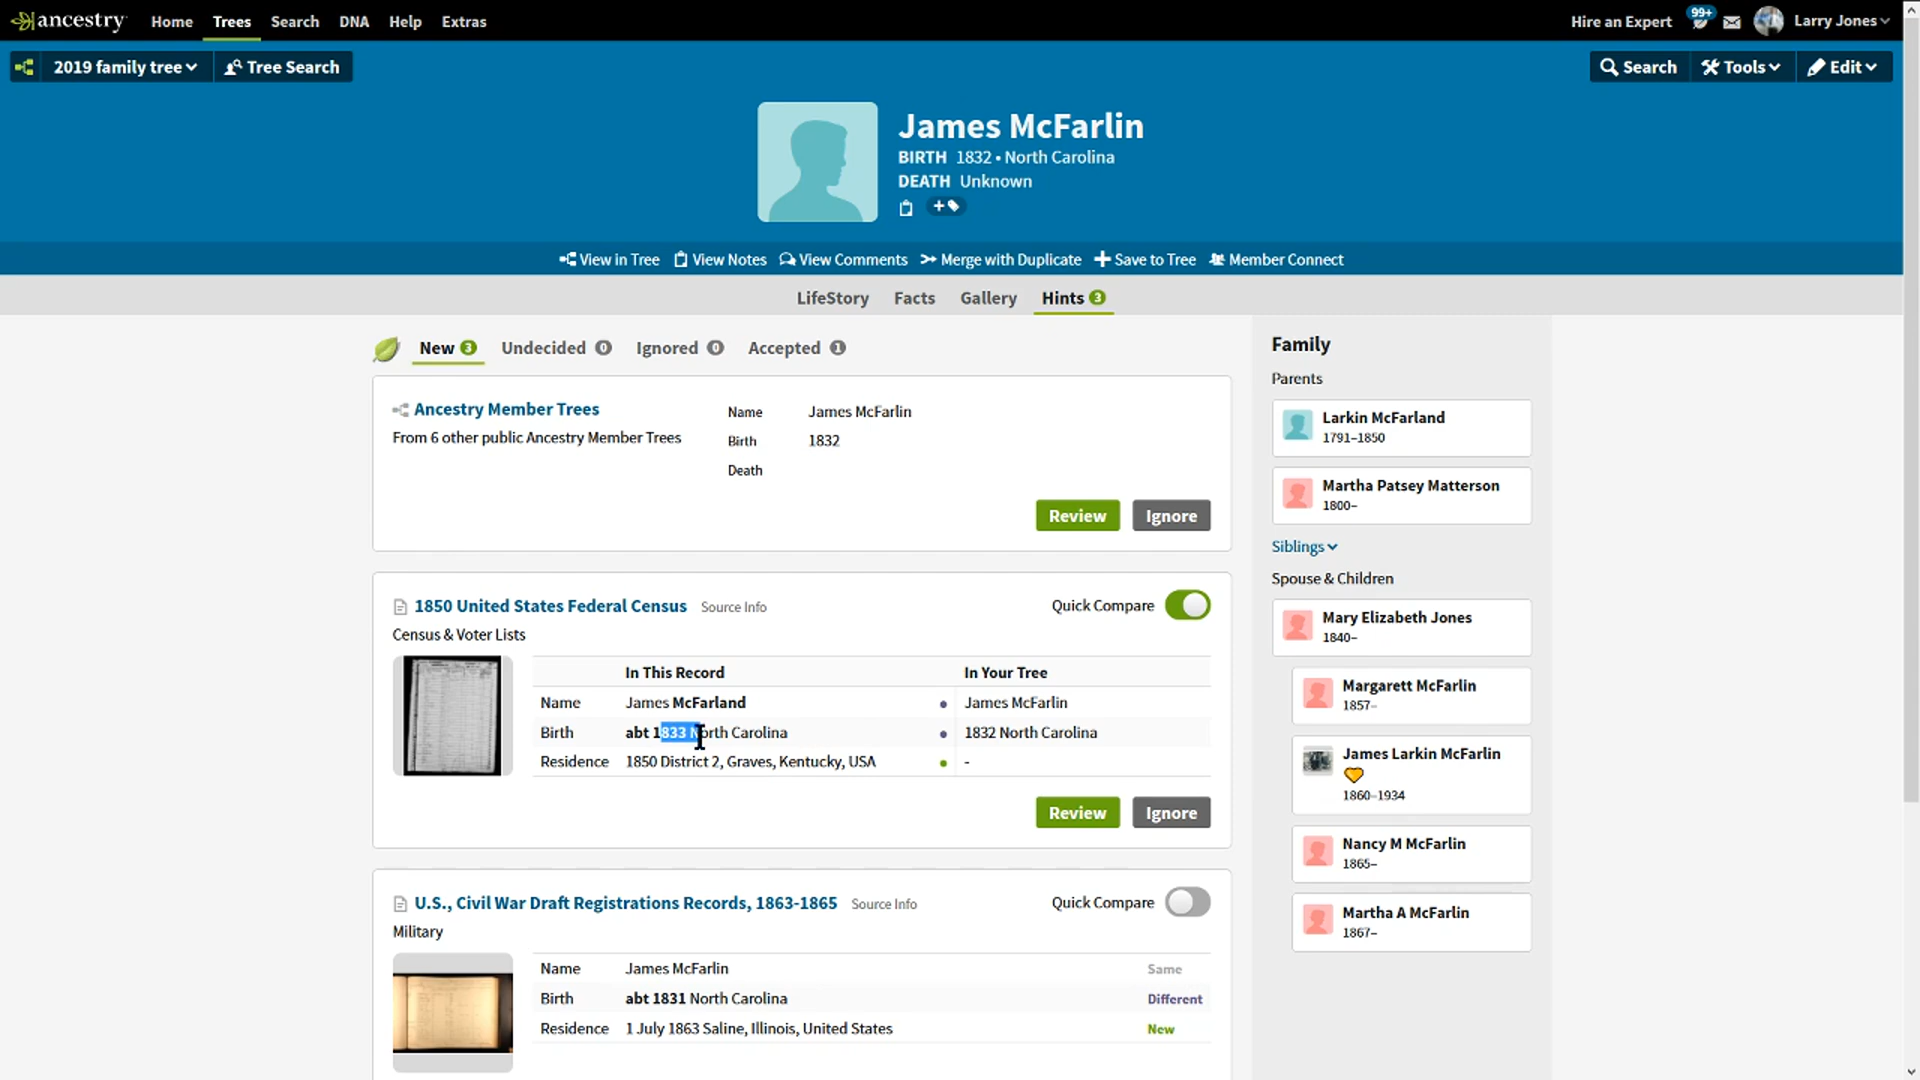 ancestry Home Trees Search DNA Help Extras Hire an Expert 99+ Larry Jones
2019 family tree Tree Search Search Tools Edit
James McFarlin
BIRTH 1832 • North Carolina
DEATH Unknown
View in Tree View Notes View Comments Merge with Duplicate Save to Tree Member Connect
LifeStory Facts Gallery Hints 3
New 3 Undecided 0 Ignored 0 Accepted 1
Ancestry Member Trees
From 6 other public Ancestry Member Trees
Name James McFarlin
Birth 1832
Death
Review Ignore
1850 United States Federal Census Source Info Quick Compare
Census & Voter Lists
In This Record In Your Tree
Name James McFarland James McFarlin
Birth abt 1833 North Carolina 1832 North Carolina
Residence 1850 District 2, Graves, Kentucky, USA -
Review Ignore
U.S., Civil War Draft Registrations Records, 1863-1865 Source Info Quick Compare
Military
Name James McFarlin Same
Birth abt 1831 North Carolina Different
Residence 1 July 1863 Saline, Illinois, United States New
Family
Parents
Larkin McFarland
1791–1850
Martha Patsey Matterson
1800–
Siblings
Spouse & Children
Mary Elizabeth Jones
1840–
Margarett McFarlin
1857–
James Larkin McFarlin
1860–1934
Nancy M McFarlin
1865–
Martha A McFarlin
1867–